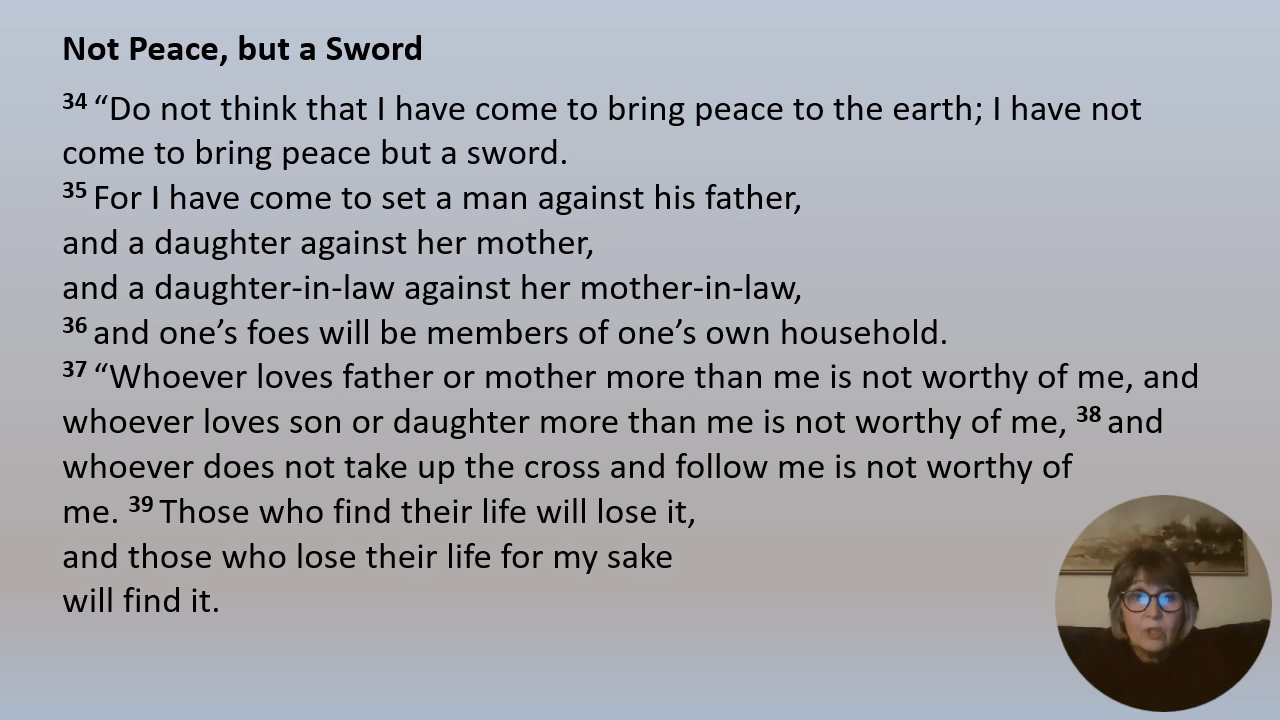 Not Peace, but a Sword
34 “Do not think that I have come to bring peace to the earth; I have not
come to bring peace but a sword.
35 For I have come to set a man against his father,
and a daughter against her mother,
and a daughter-in-law against her mother-in-law,
36 and one’s foes will be members of one’s own household.
37 “Whoever loves father or mother more than me is not worthy of me, and
whoever loves son or daughter more than me is not worthy of me, 38 and
whoever does not take up the cross and follow me is not worthy of
me. 39 Those who find their life will lose it,
and those who lose their life for my sake
will find it.